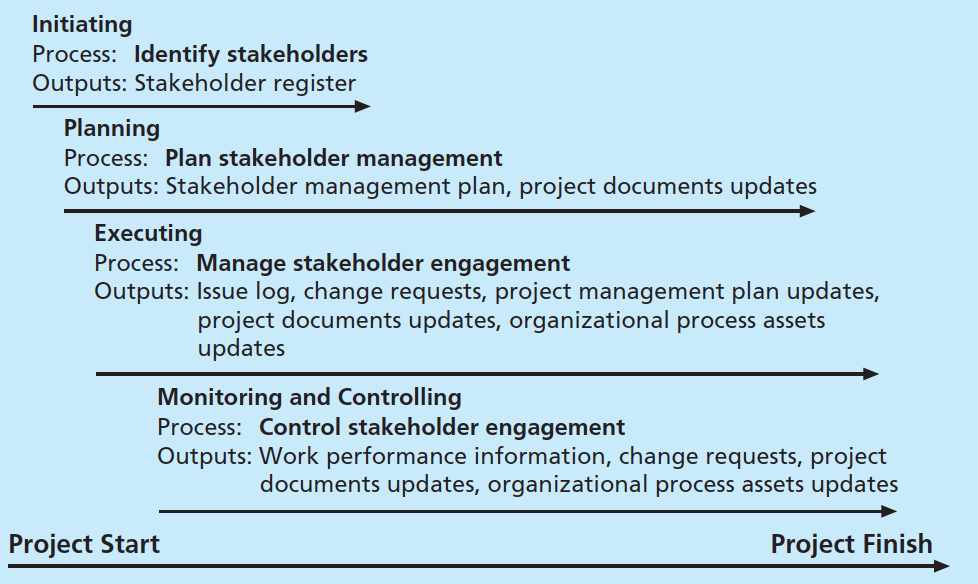 Initiating
Process: Identify stakeholders
Outputs: Stakeholder register
Planning
Process: Plan stakeholder management
Outputs: Stakeholder management plan, project documents updates
Executing
Process: Manage stakeholder engagement
Outputs: Issue log, change requests, project management plan updates,
project documents updates, organizational process assets
updates
Monitoring and Controlling
Process: Control stakeholder engagement
Outputs: Work performance information, change requests, project
documents updates, organizational process assets updates
Project Start Project Finish